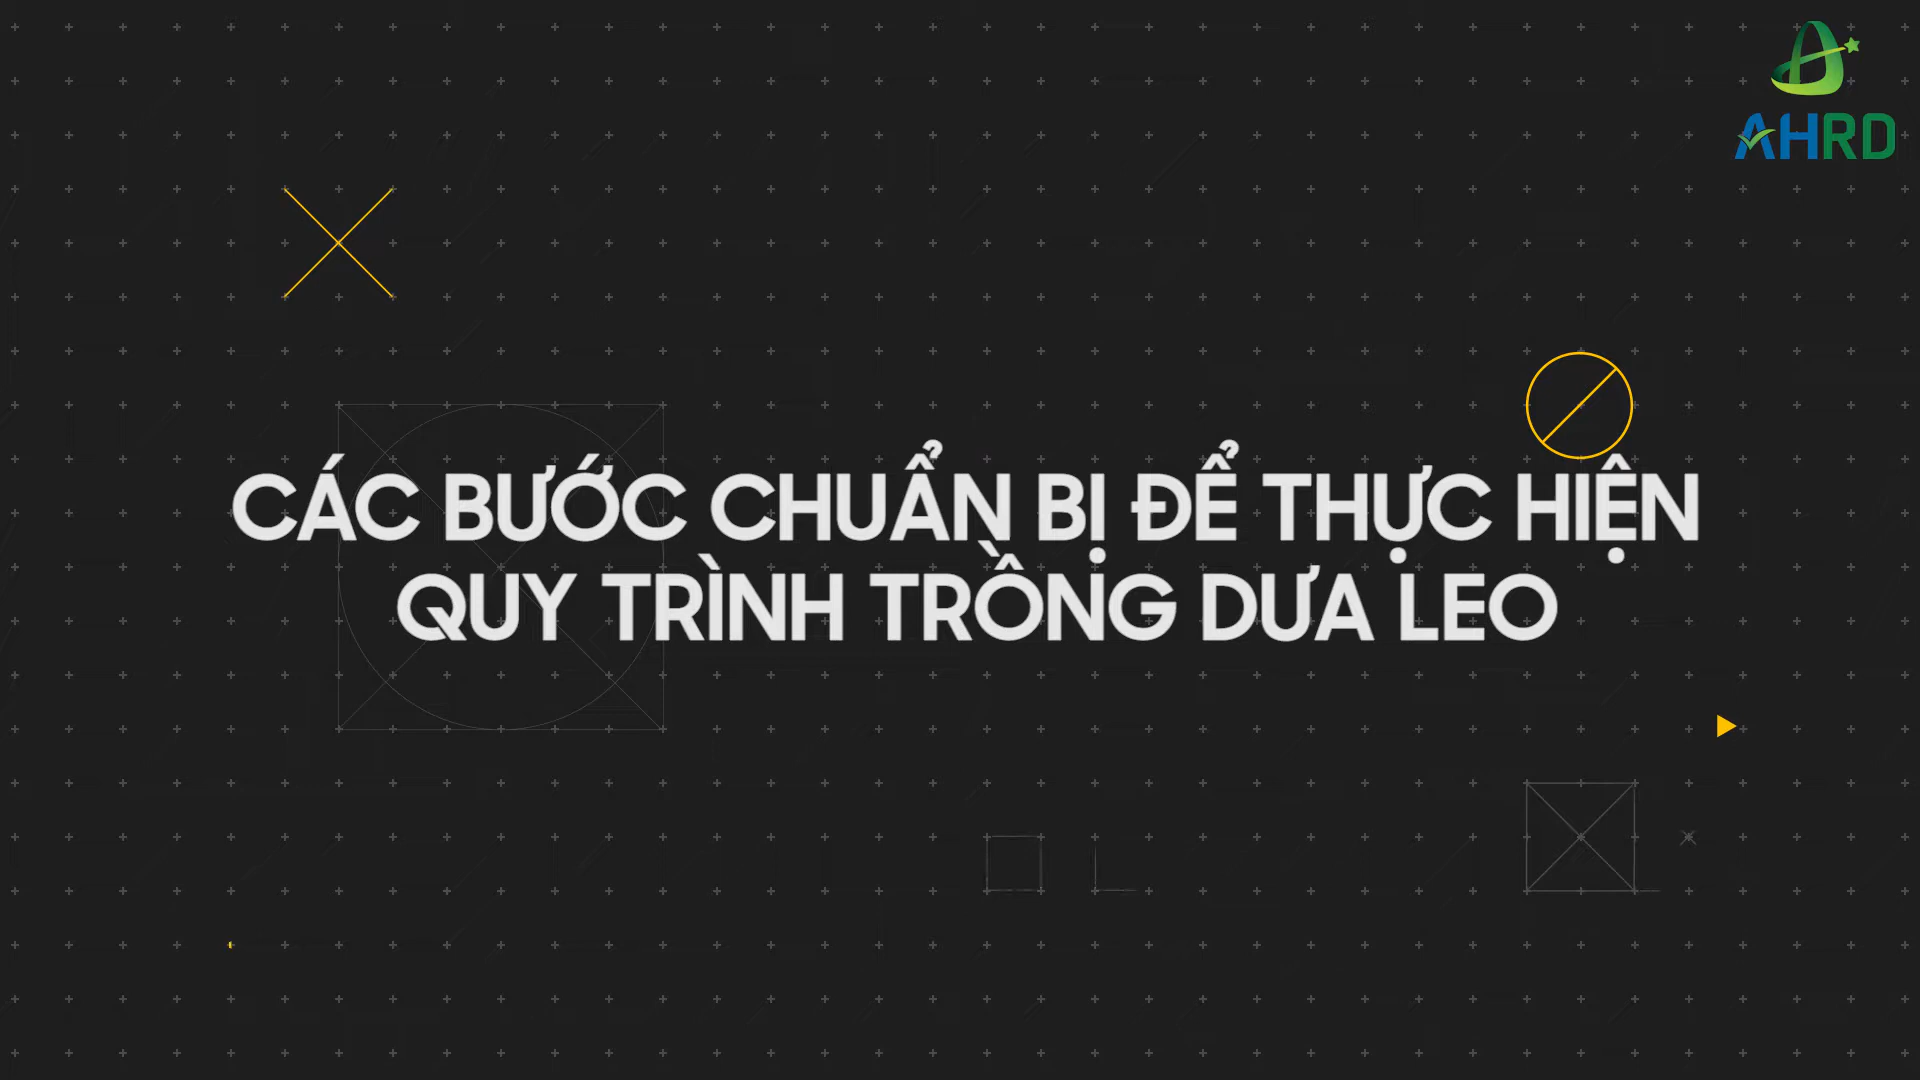 AHRD
CÁC BƯỚC CHUẨN BỊ ĐỂ THỰC HIỆN
QUY TRÌNH TRỒNG DƯA LEO